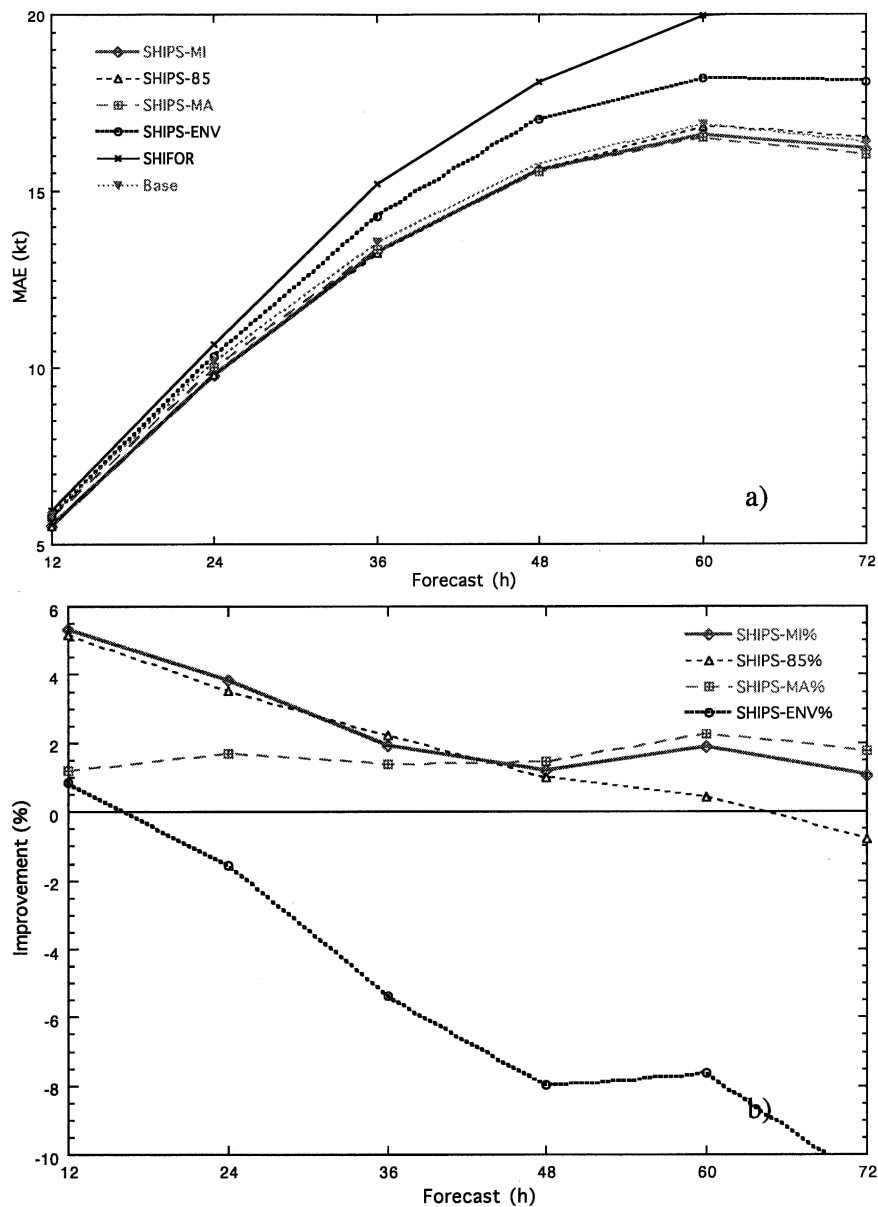 20
15
10
5
MAE (kt)
SHIPS-MI
SHIPS-85
SHIPS-MA
SHIPS-ENV
SHIFOR
Base
a)
12 24 36 48 60 72
Forecast (h)
6
4
2
0
-2
-4
-6
-8
-10
Improvement (%)
SHIPS-MI%
SHIPS-85%
SHIPS-MA%
SHIPS-ENV%
b)
12 24 36 48 60 72
Forecast (h)